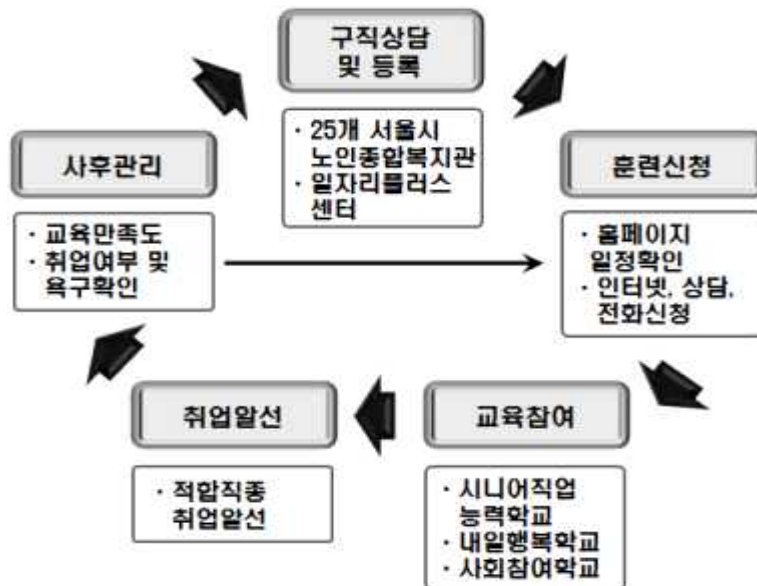 구직상담
및 등록
· 25개 서울시
노인종합복지관
· 일자리플러스
센터
훈련신청
· 홈페이지
일정확인
· 인터넷, 상담,
전화신청
교육참여
· 시니어직업
능력학교
· 내일행복학교
· 사회참여학교
취업알선
· 적합직종
취업알선
사후관리
· 교육만족도
· 취업여부 및
욕구확인